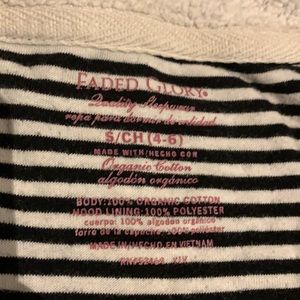 FADED GLORY®
Quality Sleepwear
ropa para dormir de calidad
S/CH (4-6)
MADE WITH/HECHO CON
Organic Cotton
algodón orgánico
BODY:100% ORGANIC COTTON
HOOD LINING:100% POLYESTER
cuerpo: 100% algodón orgánico
forro de la capucha: 100% poliéster
MADE IN/HECHO EN VIETNAM